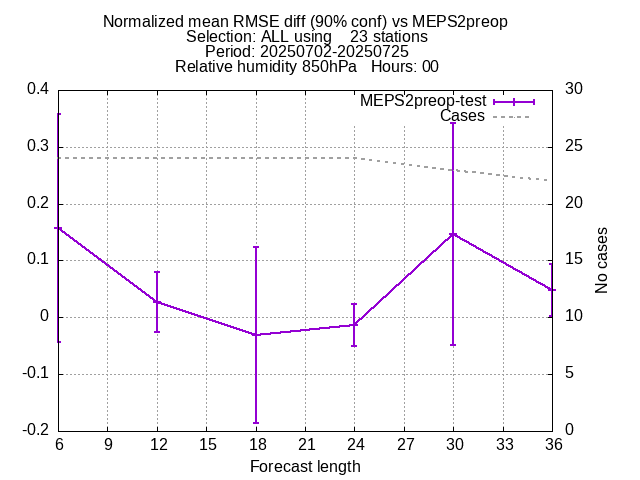 Normalized mean RMSE diff (90% conf) vs MEPS2preop
Selection: ALL using    23 stations
Period: 20250702-20250725
Relative humidity 850hPa   Hours: 00
MEPS2preop-test
Cases
0.4
0.3
0.2
0.1
0
-0.1
-0.2
30
25
20
15
10
5
0
No cases
6 9 12 15 18 21 24 27 30 33 36
Forecast length